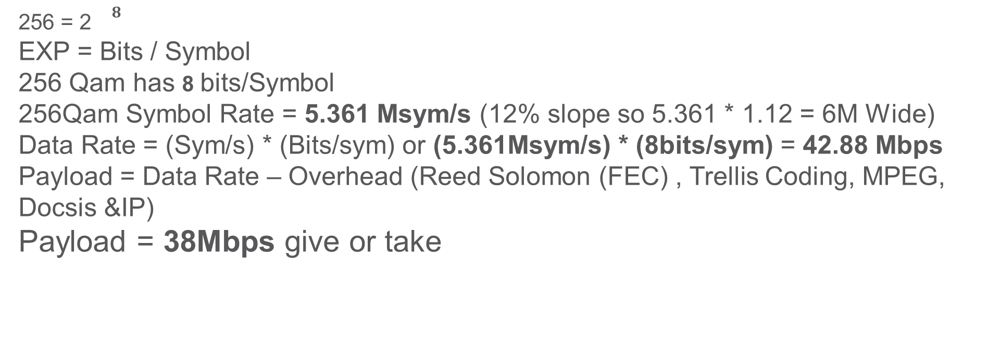 256 = 2 8
EXP = Bits / Symbol
256 Qam has 8 bits/Symbol
256Qam Symbol Rate = 5.361 Msym/s (12% slope so 5.361 * 1.12 = 6M Wide)
Data Rate = (Sym/s) * (Bits/sym) or (5.361Msym/s) * (8bits/sym) = 42.88 Mbps
Payload = Data Rate – Overhead (Reed Solomon (FEC) , Trellis Coding, MPEG,
Docsis &IP)
Payload = 38Mbps give or take